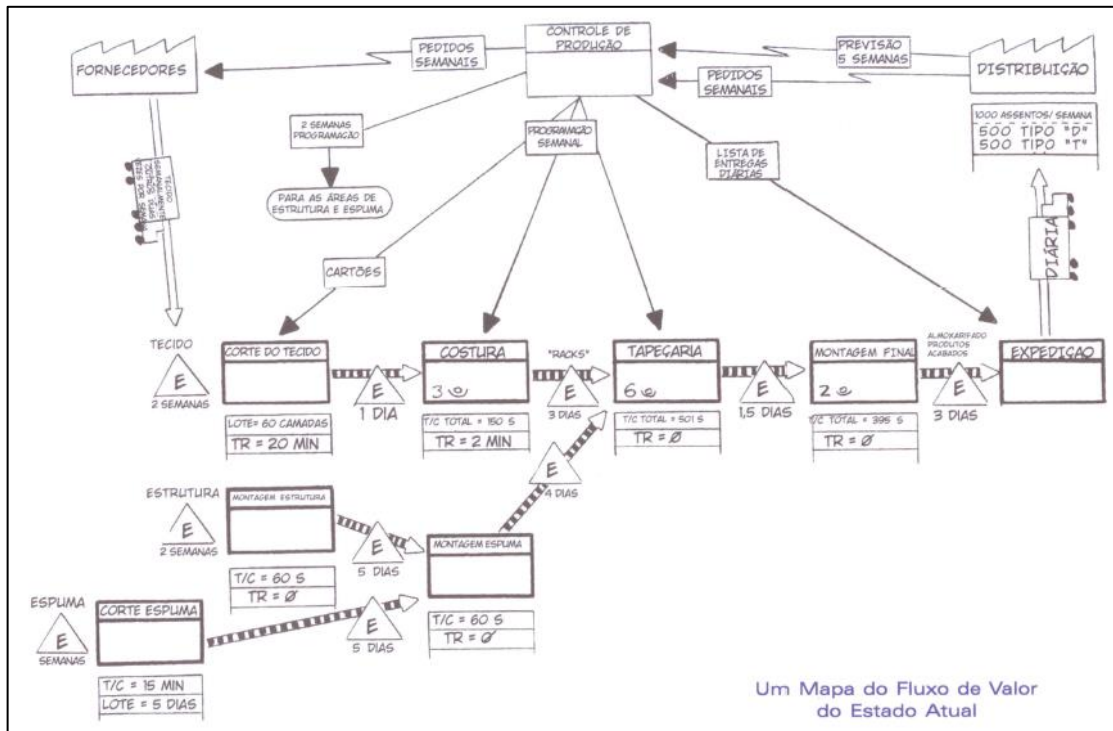 CONTROLE DE
PRODUÇÃO
FORNECEDORES
PEDIDOS
SEMANAIS
PREVISÃO
5 SEMANAS
PEDIDOS
SEMANAIS
DISTRIBUIÇÃO
1000 ASSENTOS/ SEMANA
500 TIPO "D"
500 TIPO "T"
2 SEMANAS
PROGRAMAÇÃO
PROGRAMAÇÃO
SEMANAL
LISTA DE
ENTREGAS
DIÁRIAS
TECIDO
SEMANALMENTE
PARA AS ÁREAS DE
ESTRUTURA E ESPUMA
DIÁRIA
CARTÕES
TECIDO
E
2 SEMANAS
CORTE DO TECIDO
LOTE= 60 CAMADAS
TR = 20 MIN
E
1 DIA
COSTURA
3
T/C TOTAL = 150 S
TR = 2 MIN
"RACKS"
E
3 DIAS
TAPEÇARIA
6
T/C TOTAL = 501 S
TR = Ø
E
1,5 DIAS
MONTAGEM FINAL
2
T/C TOTAL = 395 S
TR = Ø
ALMOXARIFADO
PRODUTOS
ACABADOS
E
3 DIAS
EXPEDIÇAO
E
4 DIAS
ESTRUTURA
E
2 SEMANAS
MONTAGEM ESTRUTURA
T/C = 60 S
TR = Ø
E
5 DIAS
MONTAGEM ESPUMA
T/C = 60 S
TR = Ø
ESPUMA
E
SEMANAS
CORTE ESPUMA
T/C = 15 MIN
LOTE = 5 DIAS
E
5 DIAS
Um Mapa do Fluxo de Valor
do Estado Atual